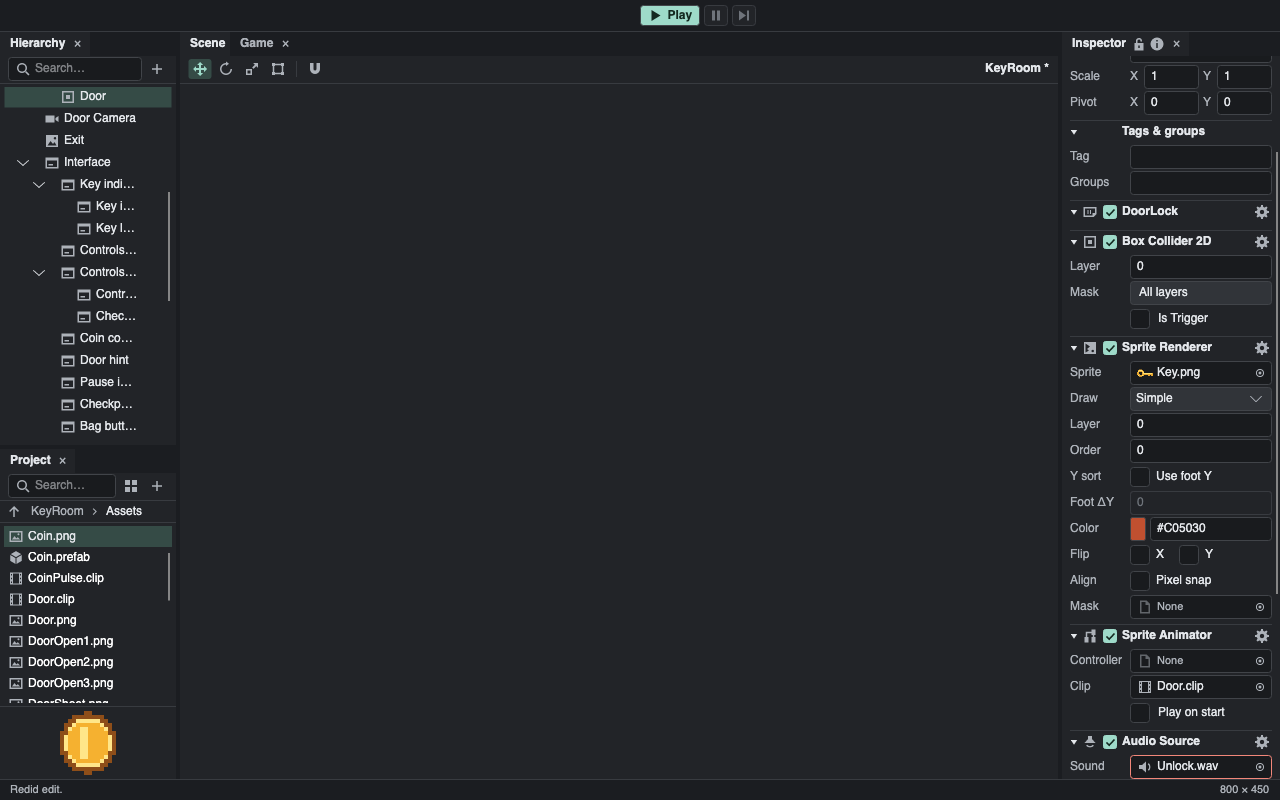 Play
Hierarchy
Scene
Game
Inspector
Search...
KeyRoom *
Door
Door Camera
Exit
Interface
Key indi...
Key i...
Key l...
Controls...
Controls...
Contr...
Chec...
Coin co...
Door hint
Pause i...
Checkp...
Bag butt...
Project
Search...
KeyRoom > Assets
Coin.png
Coin.prefab
CoinPulse.clip
Door.clip
Door.png
DoorOpen1.png
DoorOpen2.png
DoorOpen3.png
DoorSheet.png
Scale X 1 Y 1
Pivot X 0 Y 0
Tags & groups
Tag
Groups
DoorLock
Box Collider 2D
Layer 0
Mask All layers
Is Trigger
Sprite Renderer
Sprite Key.png
Draw Simple
Layer 0
Order 0
Y sort Use foot Y
Foot ΔY 0
Color #C05030
Flip X Y
Align Pixel snap
Mask None
Sprite Animator
Controller None
Clip Door.clip
Play on start
Audio Source
Sound Unlock.wav
Redid edit.
800 × 450